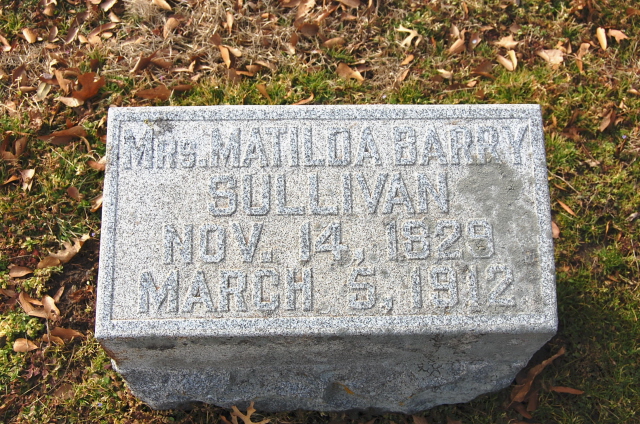 Mrs. MATILDA BARRY
SULLIVAN
NOV. 14, 1829
MARCH 5, 1912